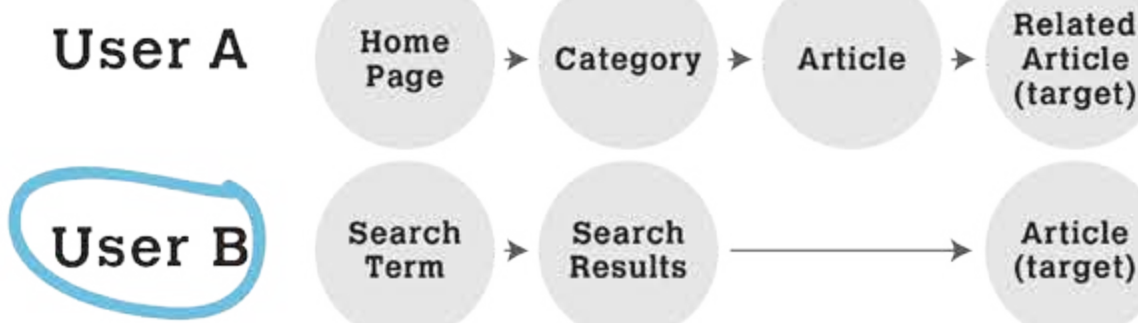 User A
Home
Page
Category
Article
Related
Article
(target)
User B
Search
Term
Search
Results
Article
(target)